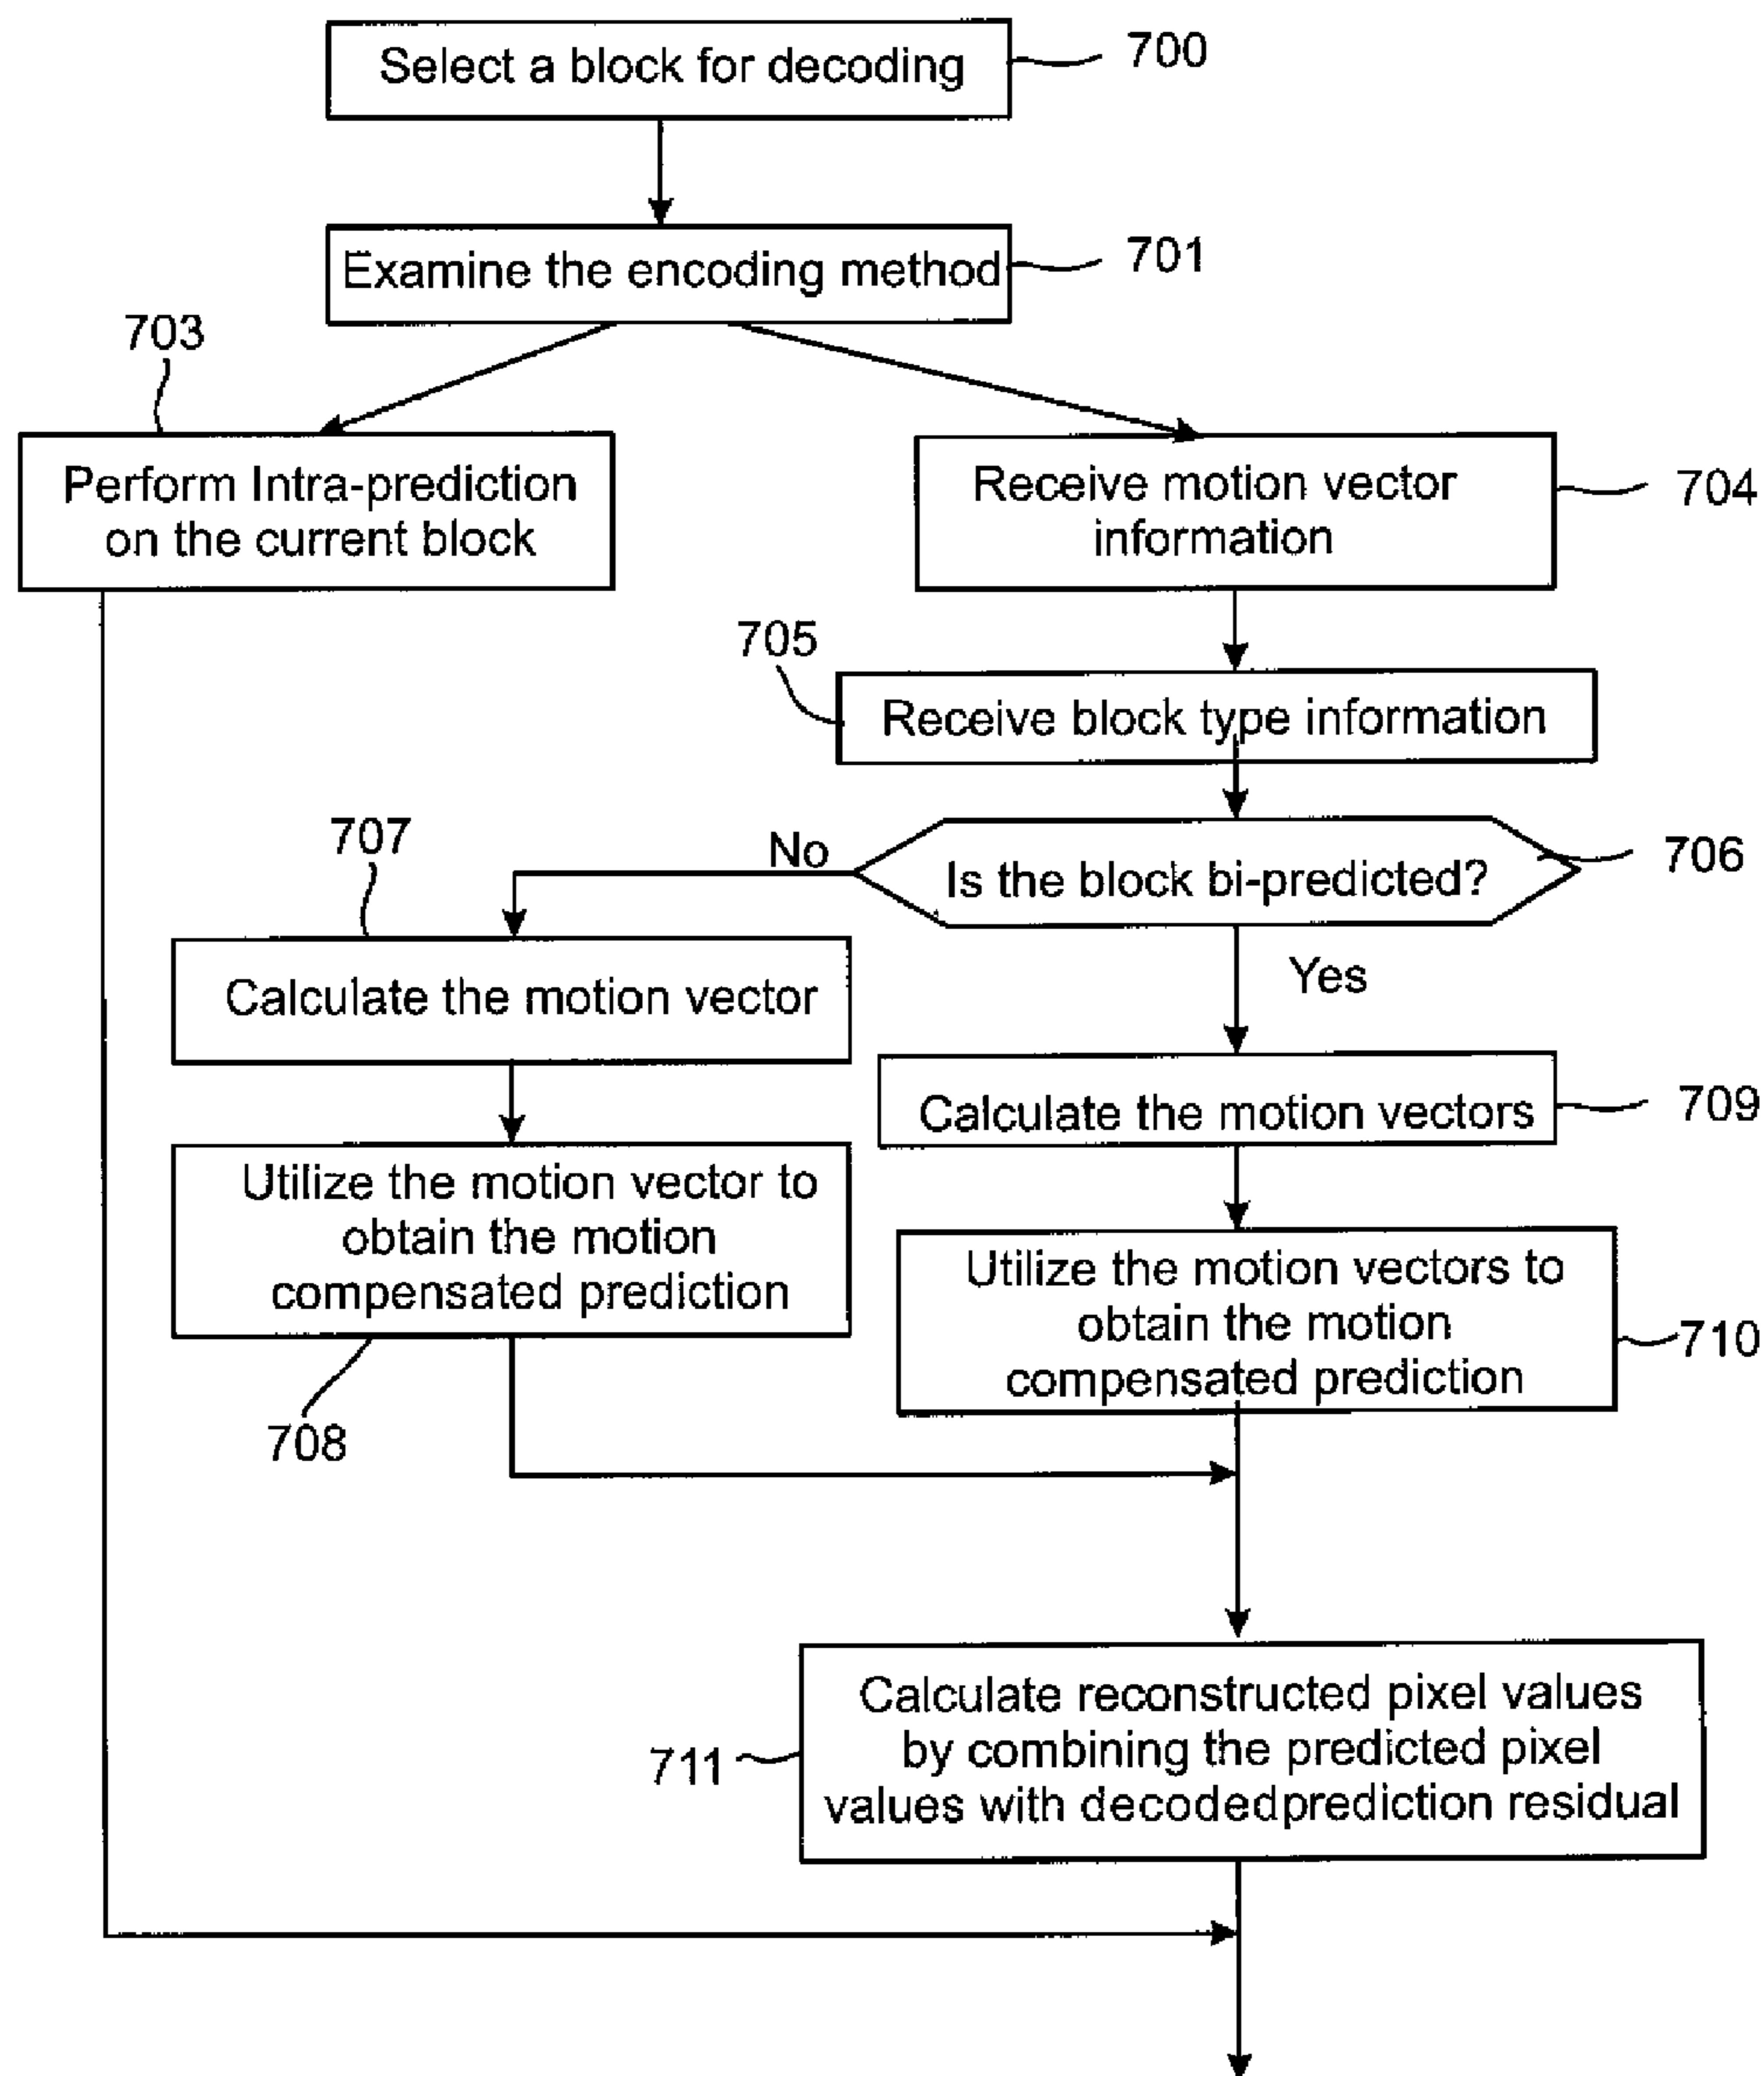 Select a block for decoding
700
Examine the encoding method
701
703
Perform Intra-prediction
on the current block
Receive motion vector
information
704
705
Receive block type information
706
Is the block bi-predicted?
No
Yes
707
Calculate the motion vector
Calculate the motion vectors
709
Utilize the motion vector to
obtain the motion
compensated prediction
708
Utilize the motion vectors to
obtain the motion
compensated prediction
710
Calculate reconstructed pixel values
by combining the predicted pixel
values with decodedprediction residual
711